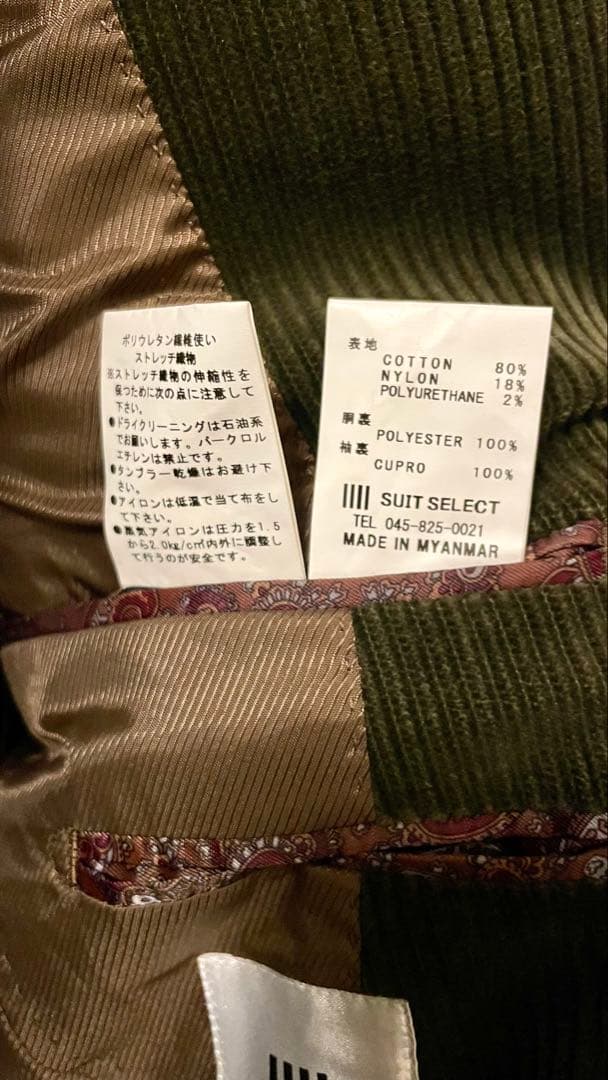 ポリウレタン繊維使い
ストレッチ織物
※ストレッチ織物の伸縮性を
保つために次の点に注意して
下さい。
●ドライクリーニングは石油系
でお願いします。パークロル
エチレンは禁止です。
●タンブラー乾燥はお避け下
さい。
●アイロンは低温で当て布をし
て下さい。
●蒸気アイロンは圧力を1.5
から2.0kg/c㎡内外に調整し
て行うのが安全です。
表地
COTTON 80%
NYLON 18%
POLYURETHANE 2%
胴裏
POLYESTER 100%
袖裏
CUPRO 100%
SUIT SELECT
TEL 045-825-0021
MADE IN MYANMAR